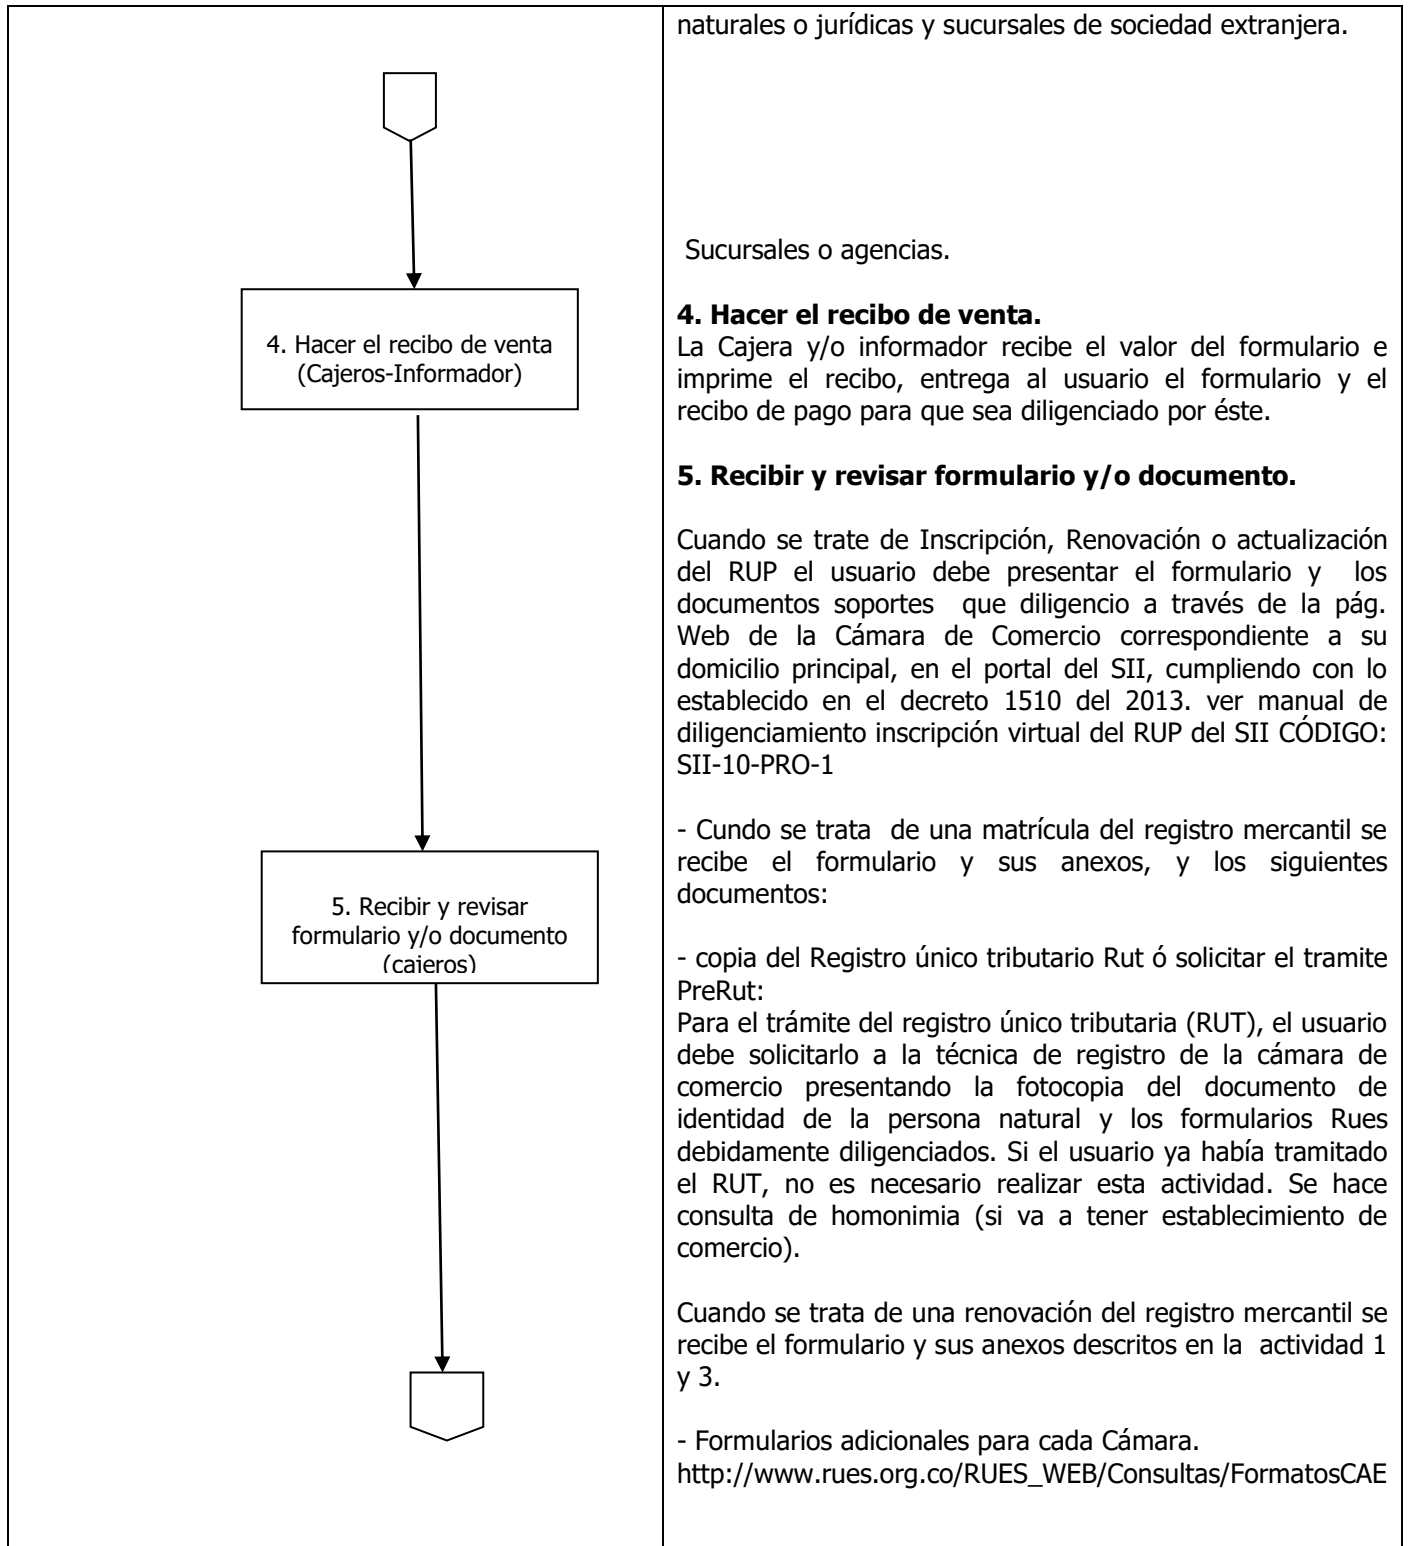 4. Hacer el recibo de venta
(Cajeros-Informador)
5. Recibir y revisar
formulario y/o documento
(cajeros)
naturales o jurídicas y sucursales de sociedad extranjera.
Sucursales o agencias.
4. Hacer el recibo de venta.
La Cajera y/o informador recibe el valor del formulario e
imprime el recibo, entrega al usuario el formulario y el
recibo de pago para que sea diligenciado por éste.
5. Recibir y revisar formulario y/o documento.
Cuando se trate de Inscripción, Renovación o actualización
del RUP el usuario debe presentar el formulario y los
documentos soportes que diligencio a través de la pág.
Web de la Cámara de Comercio correspondiente a su
domicilio principal, en el portal del SII, cumpliendo con lo
establecido en el decreto 1510 del 2013. ver manual de
diligenciamiento inscripción virtual del RUP del SII CÓDIGO:
SII-10-PRO-1
- Cundo se trata de una matrícula del registro mercantil se
recibe el formulario y sus anexos, y los siguientes
documentos:
- copia del Registro único tributario Rut ó solicitar el tramite
PreRut:
Para el trámite del registro único tributaria (RUT), el usuario
debe solicitarlo a la técnica de registro de la cámara de
comercio presentando la fotocopia del documento de
identidad de la persona natural y los formularios Rues
debidamente diligenciados. Si el usuario ya había tramitado
el RUT, no es necesario realizar esta actividad. Se hace
consulta de homonimia (si va a tener establecimiento de
comercio).
Cuando se trata de una renovación del registro mercantil se
recibe el formulario y sus anexos descritos en la actividad 1
y 3.
- Formularios adicionales para cada Cámara.
http://www.rues.org.co/RUES_WEB/Consultas/FormatosCAE